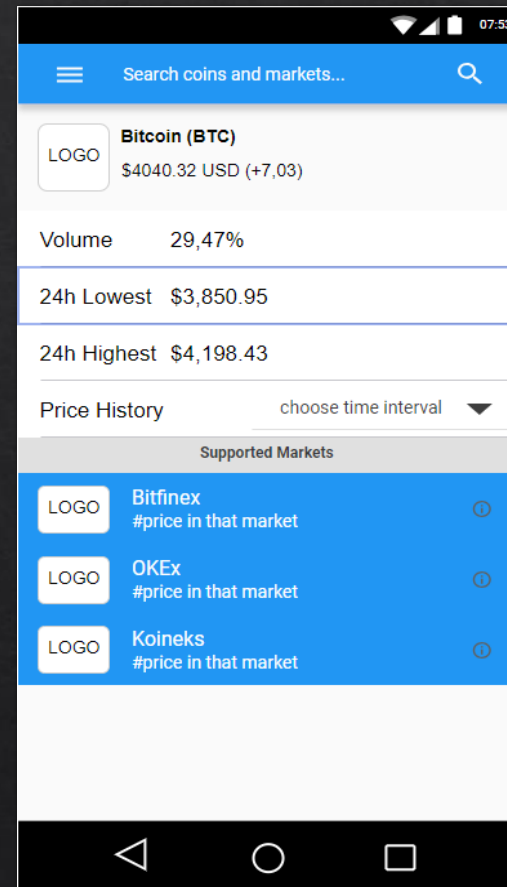 07:53
Search coins and markets...
LOGO
Bitcoin (BTC)
$4040.32 USD (+7,03)
Volume 29,47%
24h Lowest $3,850.95
24h Highest $4,198.43
Price History choose time interval
Supported Markets
LOGO
Bitfinex
#price in that market
LOGO
OKEx
#price in that market
LOGO
Koineks
#price in that market